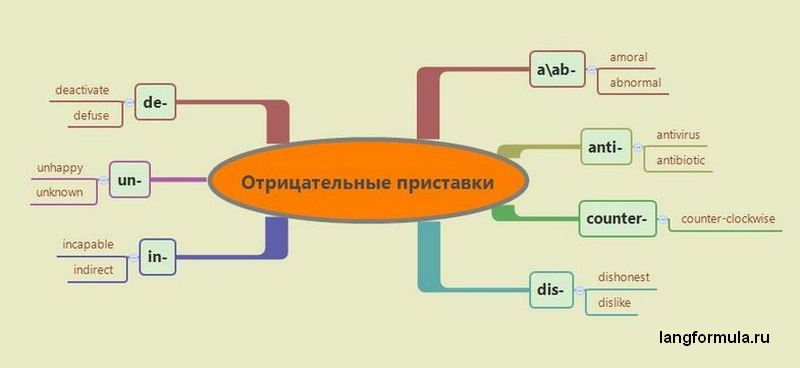 Отрицательные приставки
de-
deactivate
defuse
un-
unhappy
unknown
in-
incapable
indirect
a\ab-
amoral
abnormal
anti-
antivirus
antibiotic
counter-
counter-clockwise
dis-
dishonest
dislike
langformula.ru